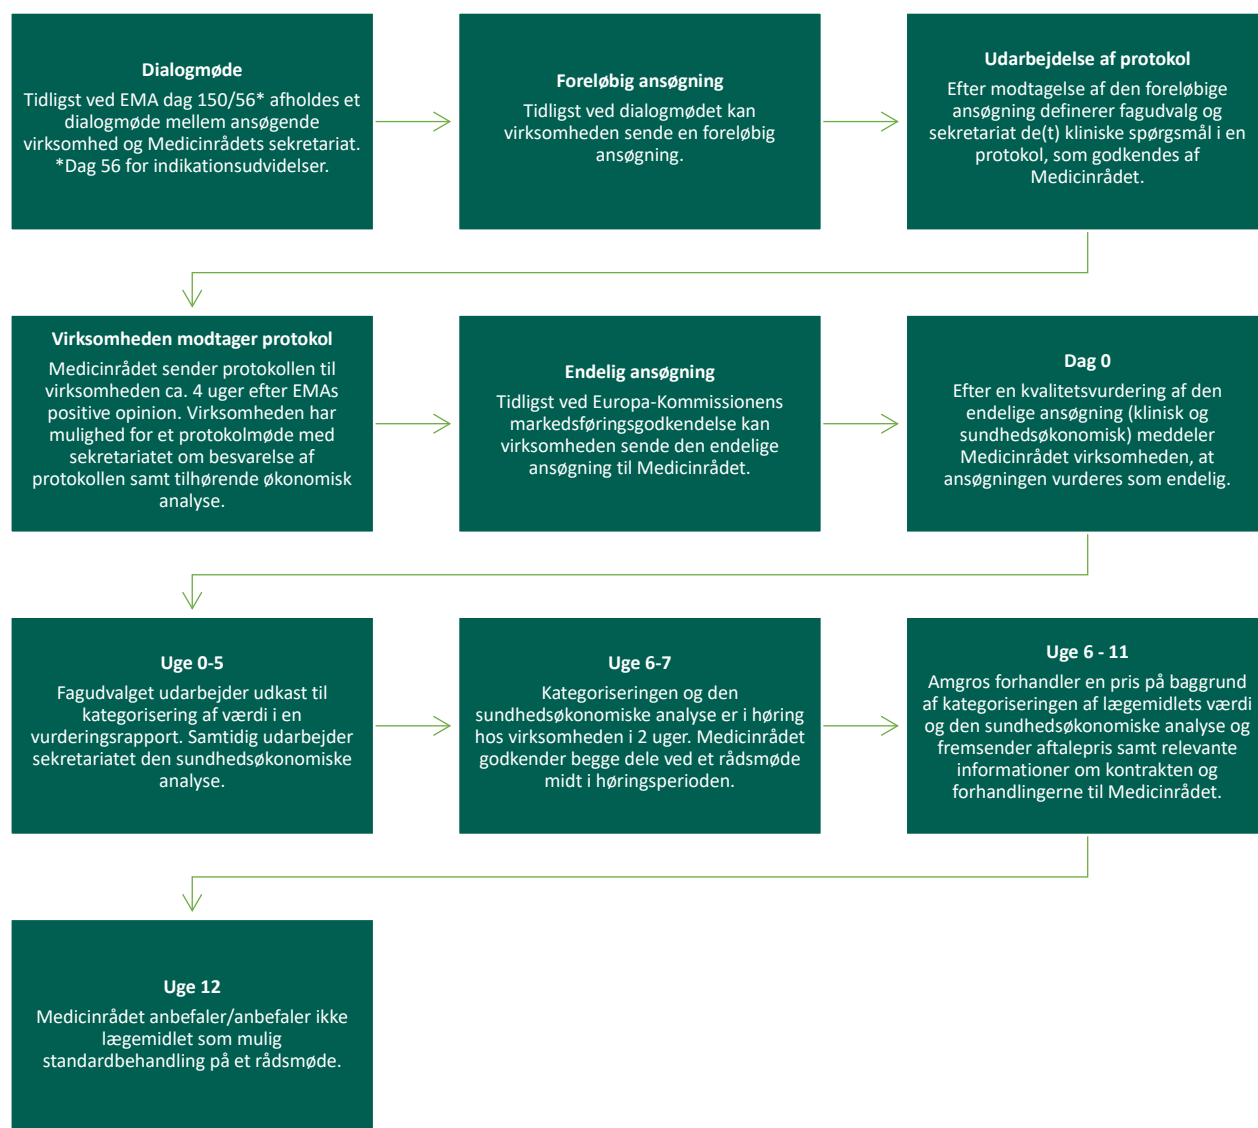 Dialogmøde
Tidligst ved EMA dag 150/56* afholdes et
dialogmøde mellem ansøgende
virksomhed og Medicinrådets sekretariat.
*Dag 56 for indikationsudvidelser.
Foreløbig ansøgning
Tidligst ved dialogmødet kan
virksomheden sende en foreløbig
ansøgning.
Udarbejdelse af protokol
Efter modtagelse af den foreløbige
ansøgning definerer fagudvalg og
sekretariat de(t) kliniske spørgsmål i en
protokol, som godkendes af
Medicinrådet.
Virksomheden modtager protokol
Medicinrådet sender protokollen til
virksomheden ca. 4 uger efter EMAs
positive opinion. Virksomheden har
mulighed for et protokolmøde med
sekretariatet om besvarelse af
protokollen samt tilhørende økonomisk
analyse.
Endelig ansøgning
Tidligst ved Europa-Kommissionens
markedsføringsgodkendelse kan
virksomheden sende den endelige
ansøgning til Medicinrådet.
Dag 0
Efter en kvalitetsvurdering af den
endelige ansøgning (klinisk og
sundhedsøkonomisk) meddeler
Medicinrådet virksomheden, at
ansøgningen vurderes som endelig.
Uge 0-5
Fagudvalget udarbejder udkast til
kategorisering af værdi i en
vurderingsrapport. Samtidig udarbejder
sekretariatet den sundhedsøkonomiske
analyse.
Uge 6-7
Kategoriseringen og den
sundhedsøkonomiske analyse er i høring
hos virksomheden i 2 uger. Medicinrådet
godkender begge dele ved et rådsmøde
midt i høringsperioden.
Uge 6 - 11
Amgros forhandler en pris på baggrund
af kategoriseringen af lægemidlets værdi
og den sundhedsøkonomiske analyse og
fremsender aftalepris samt relevante
informationer om kontrakten og
forhandlingerne til Medicinrådet.
Uge 12
Medicinrådet anbefaler/anbefaler ikke
lægemidlet som mulig
standardbehandling på et rådsmøde.